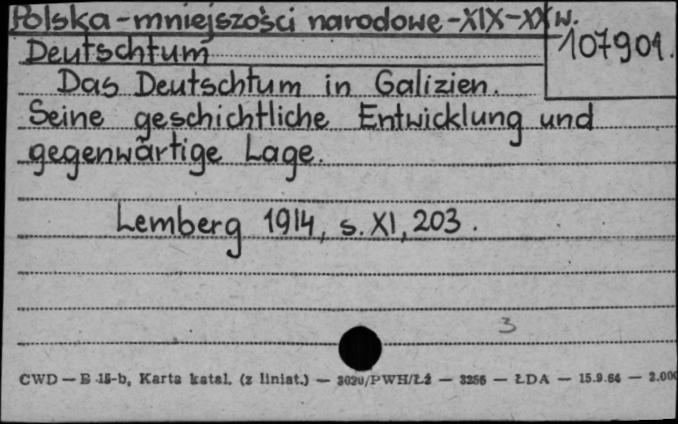 Polska-mniejszości narodowe-XIX-XX w.
107901.
Deutschtum
Das Deutschtum in Galizien.
Seine geschichtliche Entwicklung und
gegenwärtige Lage.
Lemberg 1914, s. XI, 203.
3
CWD — E 15-b, Karta katal. (z liniat.) — 3020/PWH/Łż — 3256 — ŁDA — 15.9.64 — 2.000